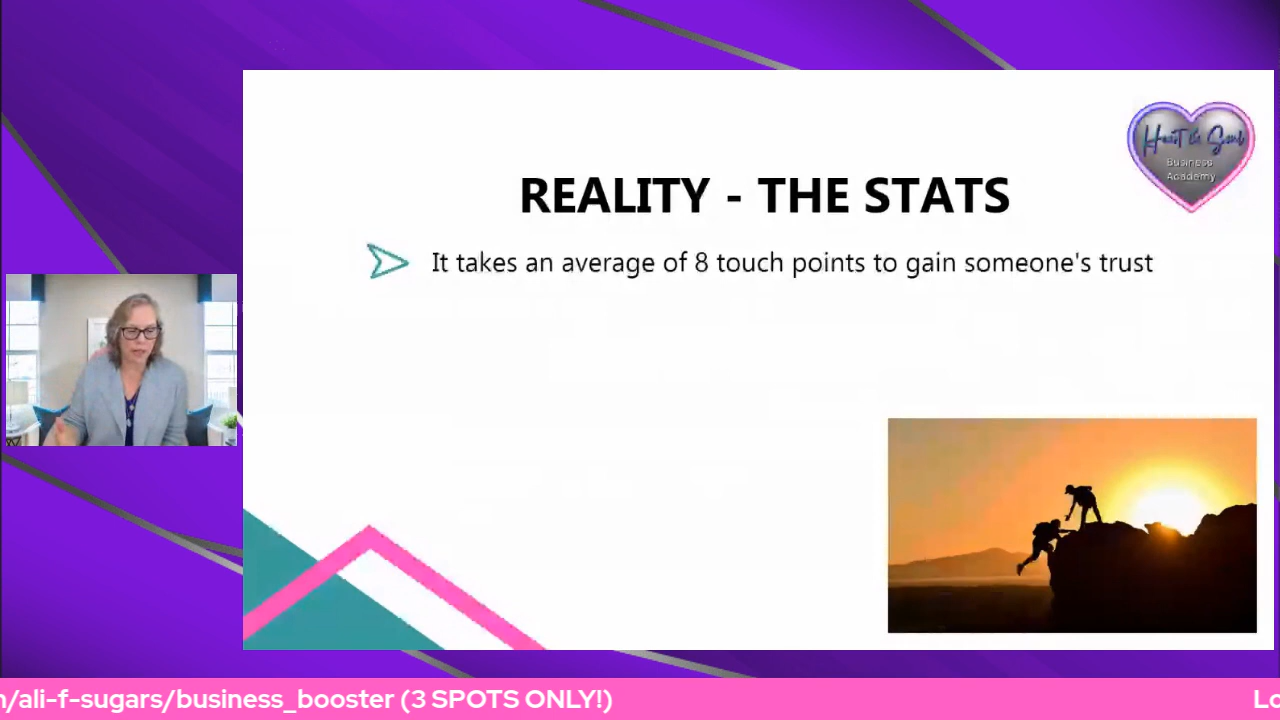 Business
Academy
REALITY - THE STATS
It takes an average of 8 touch points to gain someone's trust
/ali-f-sugars/business_booster (3 SPOTS ONLY!)
Lo